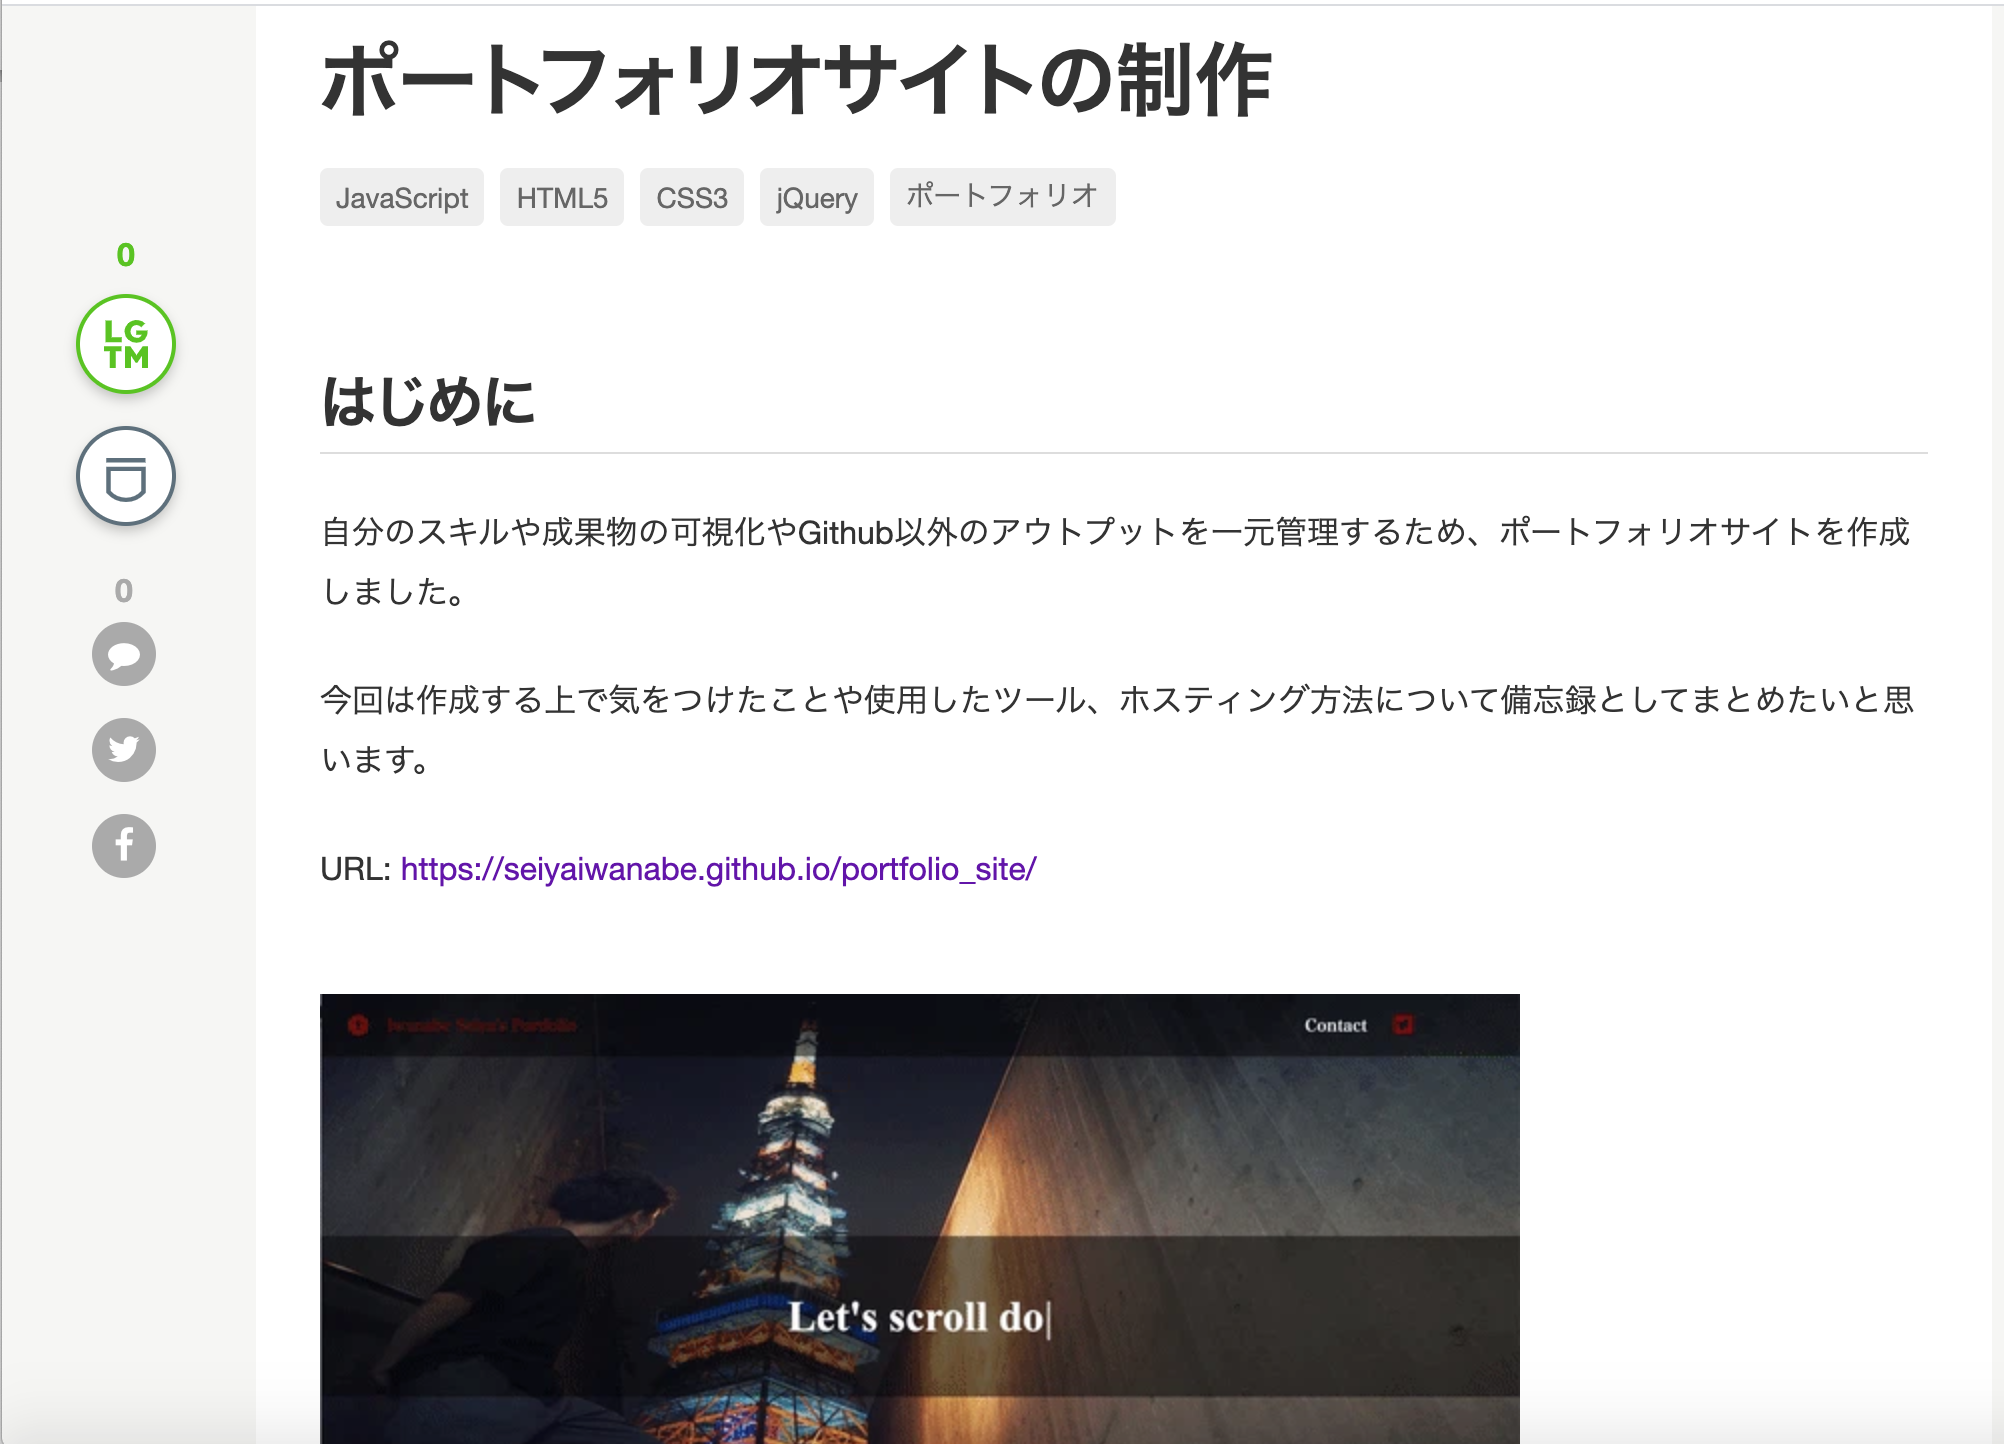 ポートフォリオサイトの制作
JavaScript HTML5 CSS3 jQuery ポートフォリオ
0
LG
TM
はじめに
自分のスキルや成果物の可視化やGithub以外のアウトプットを一元管理するため、ポートフォリオサイトを作成
しました。
0
今回は作成する上で気をつけたことや使用したツール、ホスティング方法について備忘録としてまとめたいと思
います。
URL: https://seiyaiwanabe.github.io/portfolio_site/
Iwanabe Seiya's Portfolio
Contact
Let's scroll do|